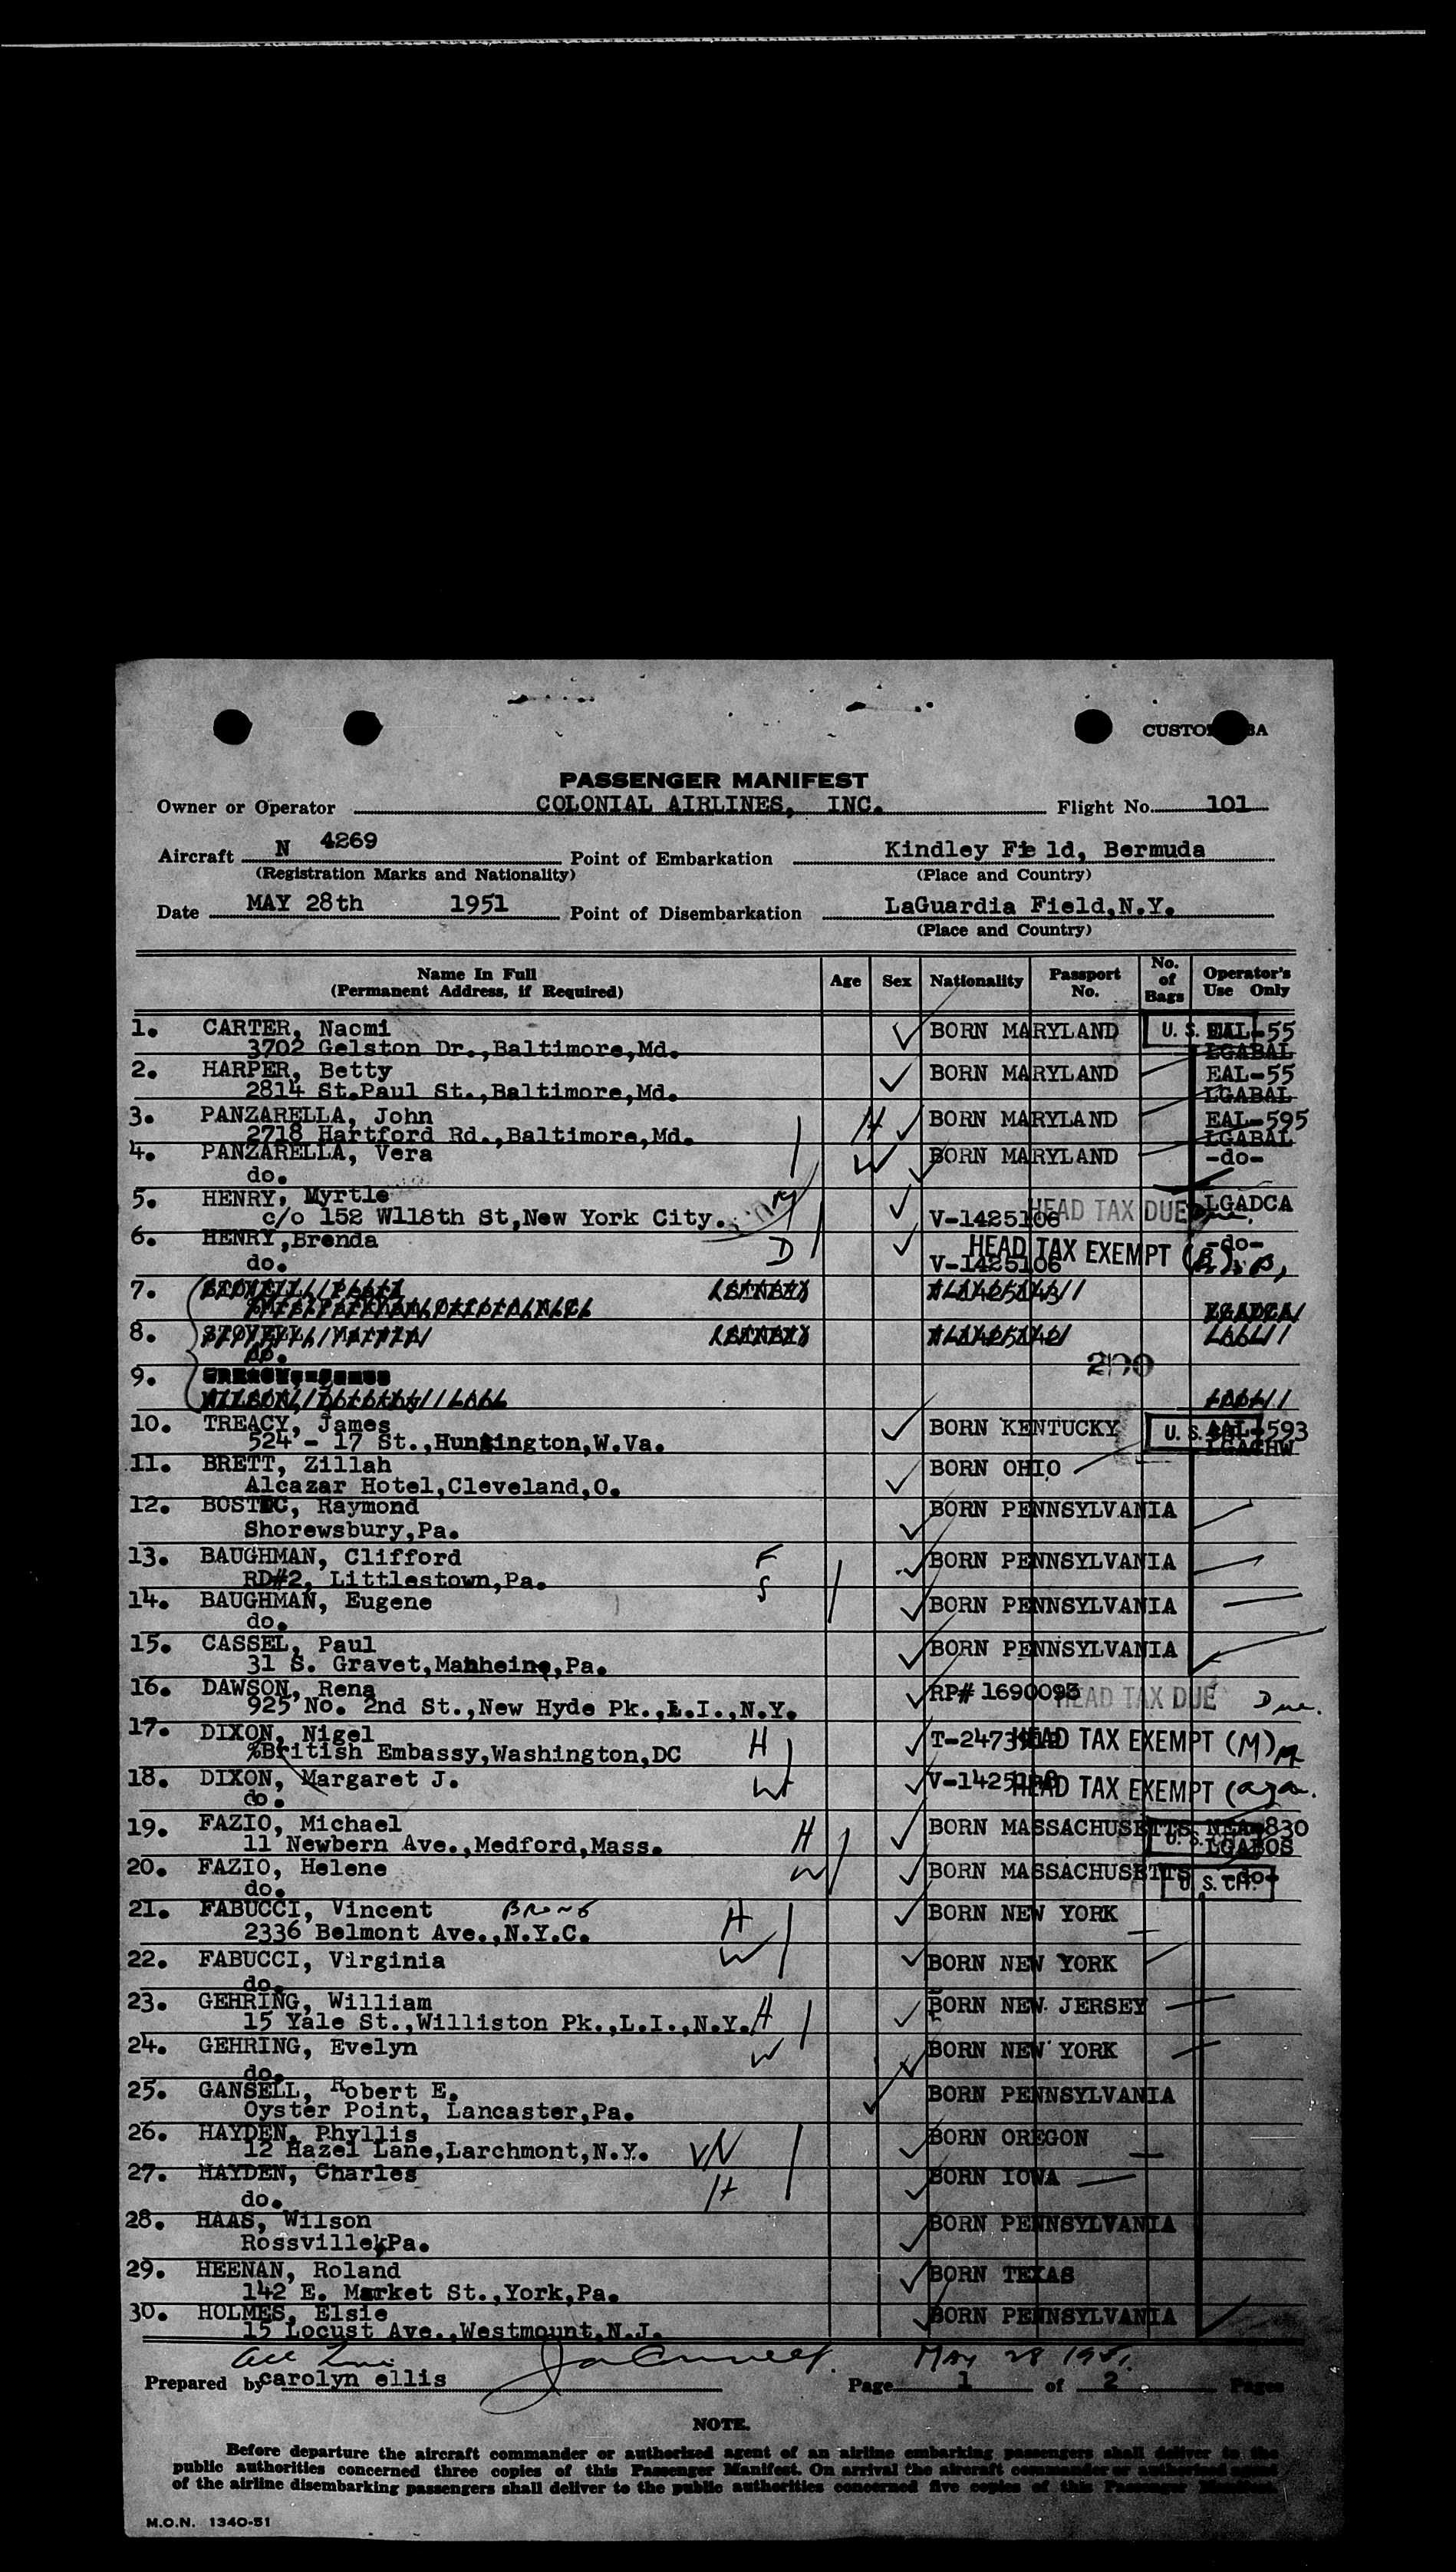 PASSENGER MANIFEST
Owner or Operator COLONIAL AIRLINES, INC. Flight No. 101
Aircraft N 4269 Point of Embarkation Kindley Fie ld, Bermuda
(Registration Marks and Nationality) (Place and Country)
Date MAY 28th 1951 Point of Disembarkation LaGuardia Field,N.Y.
(Place and Country)
Name In Full Age Sex Nationality Passport No. No. of Bags Operator's Use Only
(Permanent Address, if Required)
1. CARTER, Naomi BORN MARYLAND U. S. EAL-55
3702 Gelston Dr.,Baltimore,Md. LGABAL
2. HARPER, Betty BORN MARYLAND EAL-55
2814 St.Paul St.,Baltimore,Md. LGABAL
3. PANZARELLA, John H BORN MARYLAND EAL-595
2718 Hartford Rd.,Baltimore,Md. LGABAL
4. PANZARELLA, Vera W BORN MARYLAND -do-
do.
5. HENRY, Myrtle M HEAD TAX DUE LGADCA
c/o 152 W118th St,New York City. V-1425106
6. HENRY,Brenda D HEAD TAX EXEMPT -do-
do. V-1425106
7.
8. STOVELL
do.
200
9.
WILSON, Dorothy
10. TREACY, James BORN KENTUCKY U. S. AAL-593
524 - 17 St.,Huntington,W.Va. LGACHW
11. BRETT, Zillah BORN OHIO
Alcazar Hotel,Cleveland,O.
12. BOSTIC, Raymond BORN PENNSYLVANIA
Shorewsbury,Pa.
13. BAUGHMAN, Clifford F BORN PENNSYLVANIA
RD#2, Littlestown,Pa. S
14. BAUGHMAN, Eugene BORN PENNSYLVANIA
do.
15. CASSEL, Paul BORN PENNSYLVANIA
31 S. Gravet,Manheim,Pa.
16. DAWSON, Rena RP# 1690093 HEAD TAX DUE Due.
925 No. 2nd St.,New Hyde Pk.,L.I.,N.Y.
17. DIXON, Nigel H HEAD TAX EXEMPT (M)
%British Embassy,Washington,DC
18. DIXON, Margaret J. W HEAD TAX EXEMPT
do.
19. FAZIO, Michael H BORN MASSACHUSETTS NEA-830
11 Newbern Ave.,Medford,Mass. LGABOS
20. FAZIO, Helene W BORN MASSACHUSETTS -do-
do. U. S. CIT.
21. FABUCCI, Vincent H BORN NEW YORK
2336 Belmont Ave.,N.Y.C.
22. FABUCCI, Virginia W BORN NEW YORK
do.
23. GEHRING, William H BORN NEW JERSEY
15 Yale St.,Williston Pk.,L.I.,N.Y.
24. GEHRING, Evelyn W BORN NEW YORK
do.
25. GANSELL, Robert E. BORN PENNSYLVANIA
Oyster Point, Lancaster,Pa.
26. HAYDEN, Phyllis W BORN OREGON
12 Hazel Lane,Larchmont,N.Y.
27. HAYDEN, Charles H BORN IOWA
do.
28. HAAS, Wilson BORN PENNSYLVANIA
Rossville,Pa.
29. HEENAN, Roland BORN TEXAS
142 E. Market St.,York,Pa.
30. HOLMES, Elsie BORN PENNSYLVANIA
15 Locust Ave.,Westmount,N.J.
May 28 1951.
Prepared by carolyn ellis Page 1 of 2 Pages
NOTE.
Before departure the aircraft commander or authorized agent of an airline embarking passengers shall deliver to the
public authorities concerned three copies of this Passenger Manifest. On arrival the aircraft commander or authorized agent
of the airline disembarking passengers shall deliver to the public authorities concerned five copies of this Passenger Manifest.
M.O.N. 1340-51